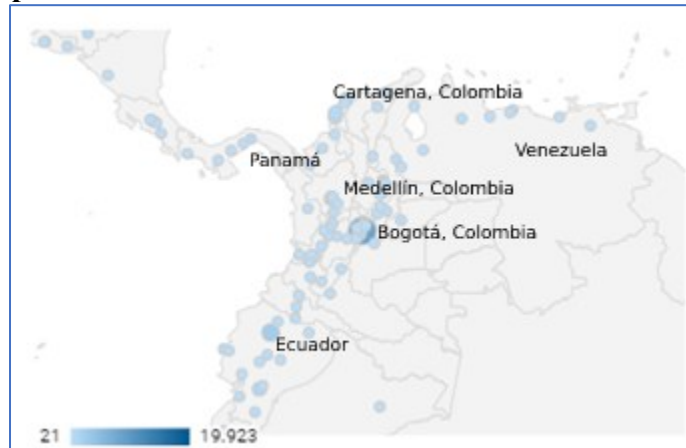 Cartagena, Colombia
Panamá
Venezuela
Medellín, Colombia
Bogotá, Colombia
Ecuador
21 19.923